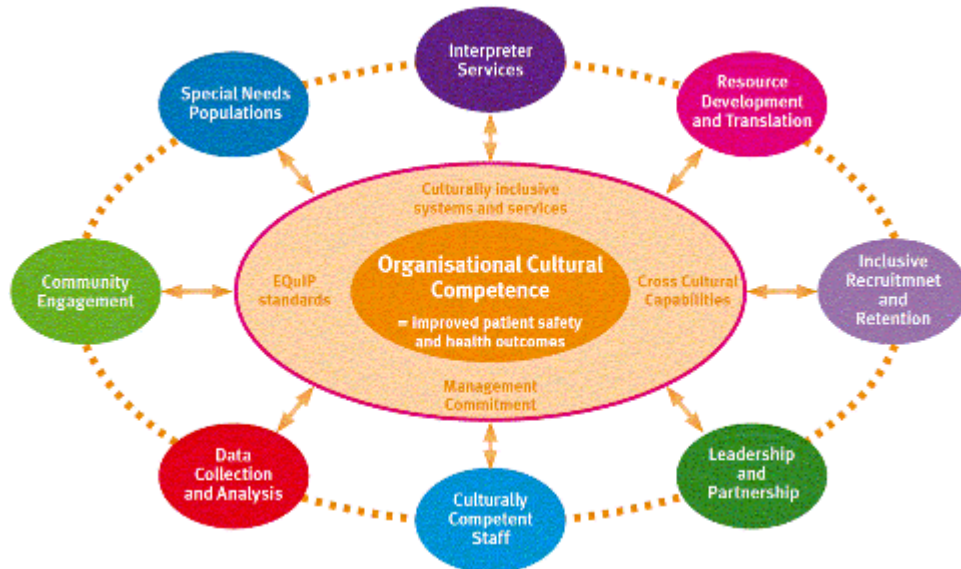 Interpreter
Services
Special Needs
Populations
Resource
Development
and Translation
Culturally inclusive
systems and services
Community
Engagement
EQuIP
standards
Organisational Cultural
Competence
= Improved patient safety
and health outcomes
Cross Cultural
Capabilities
Inclusive
Recruitmnet
and
Retention
Management
Commitment
Data
Collection
and Analysis
Culturally
Competent
Staff
Leadership
and
Partnership